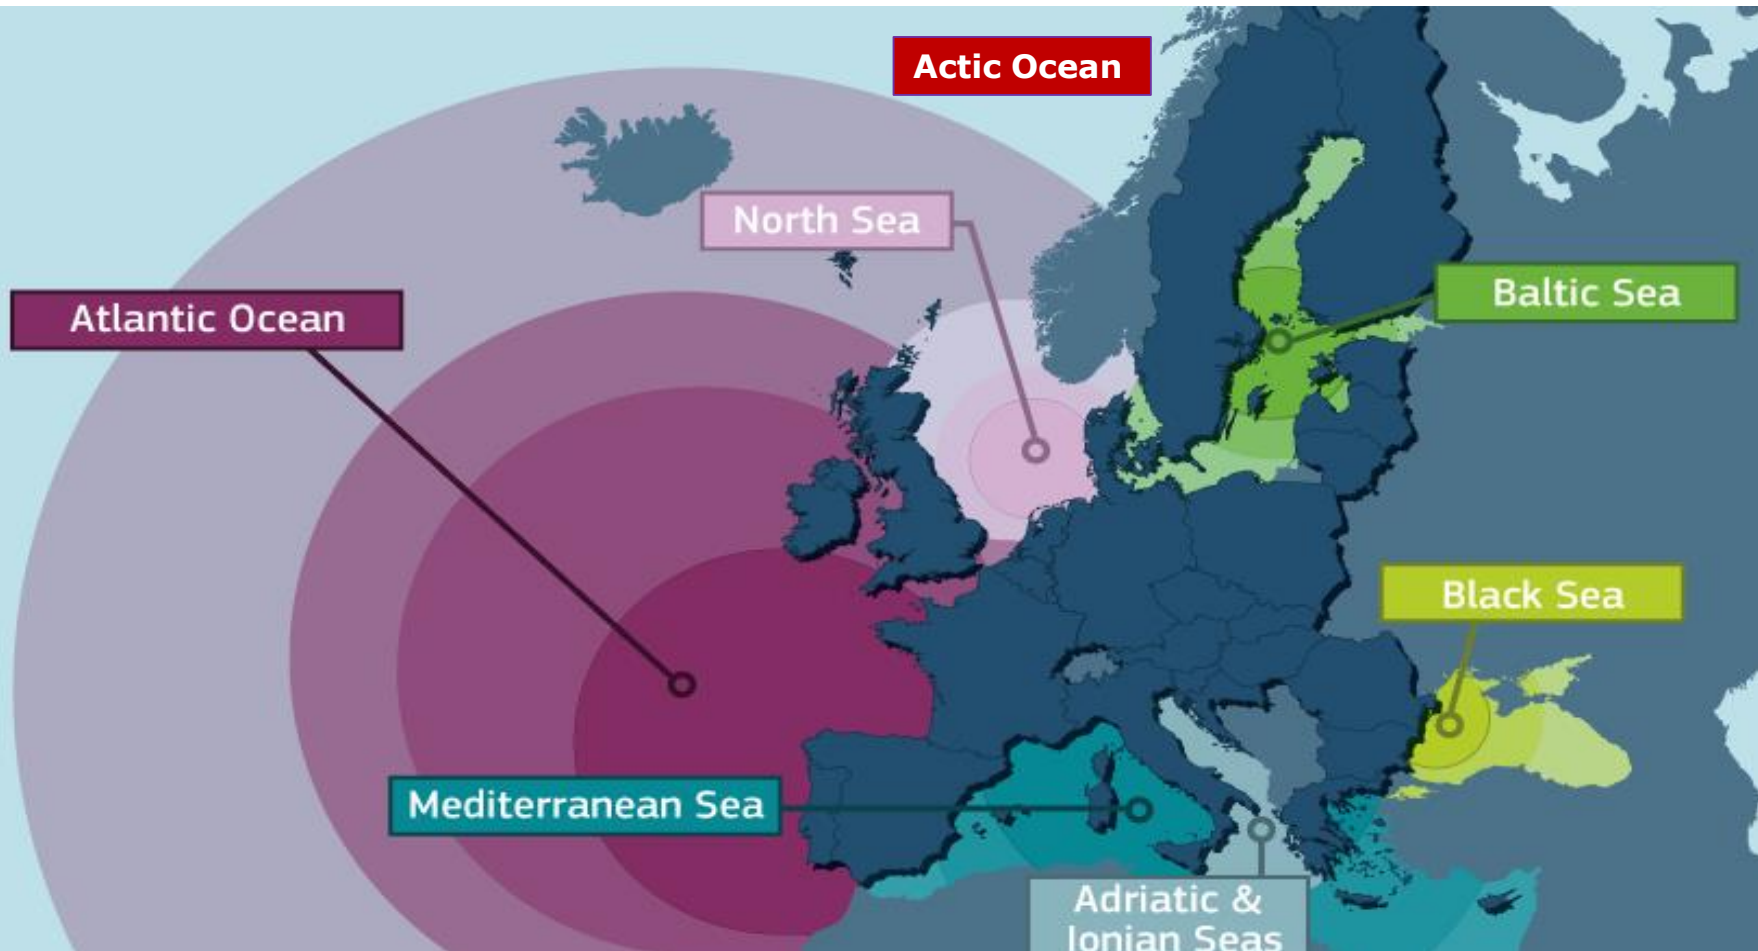 Actic Ocean
North Sea
Baltic Sea
Atlantic Ocean
Black Sea
Mediterranean Sea
Adriatic &
Ionian Seas